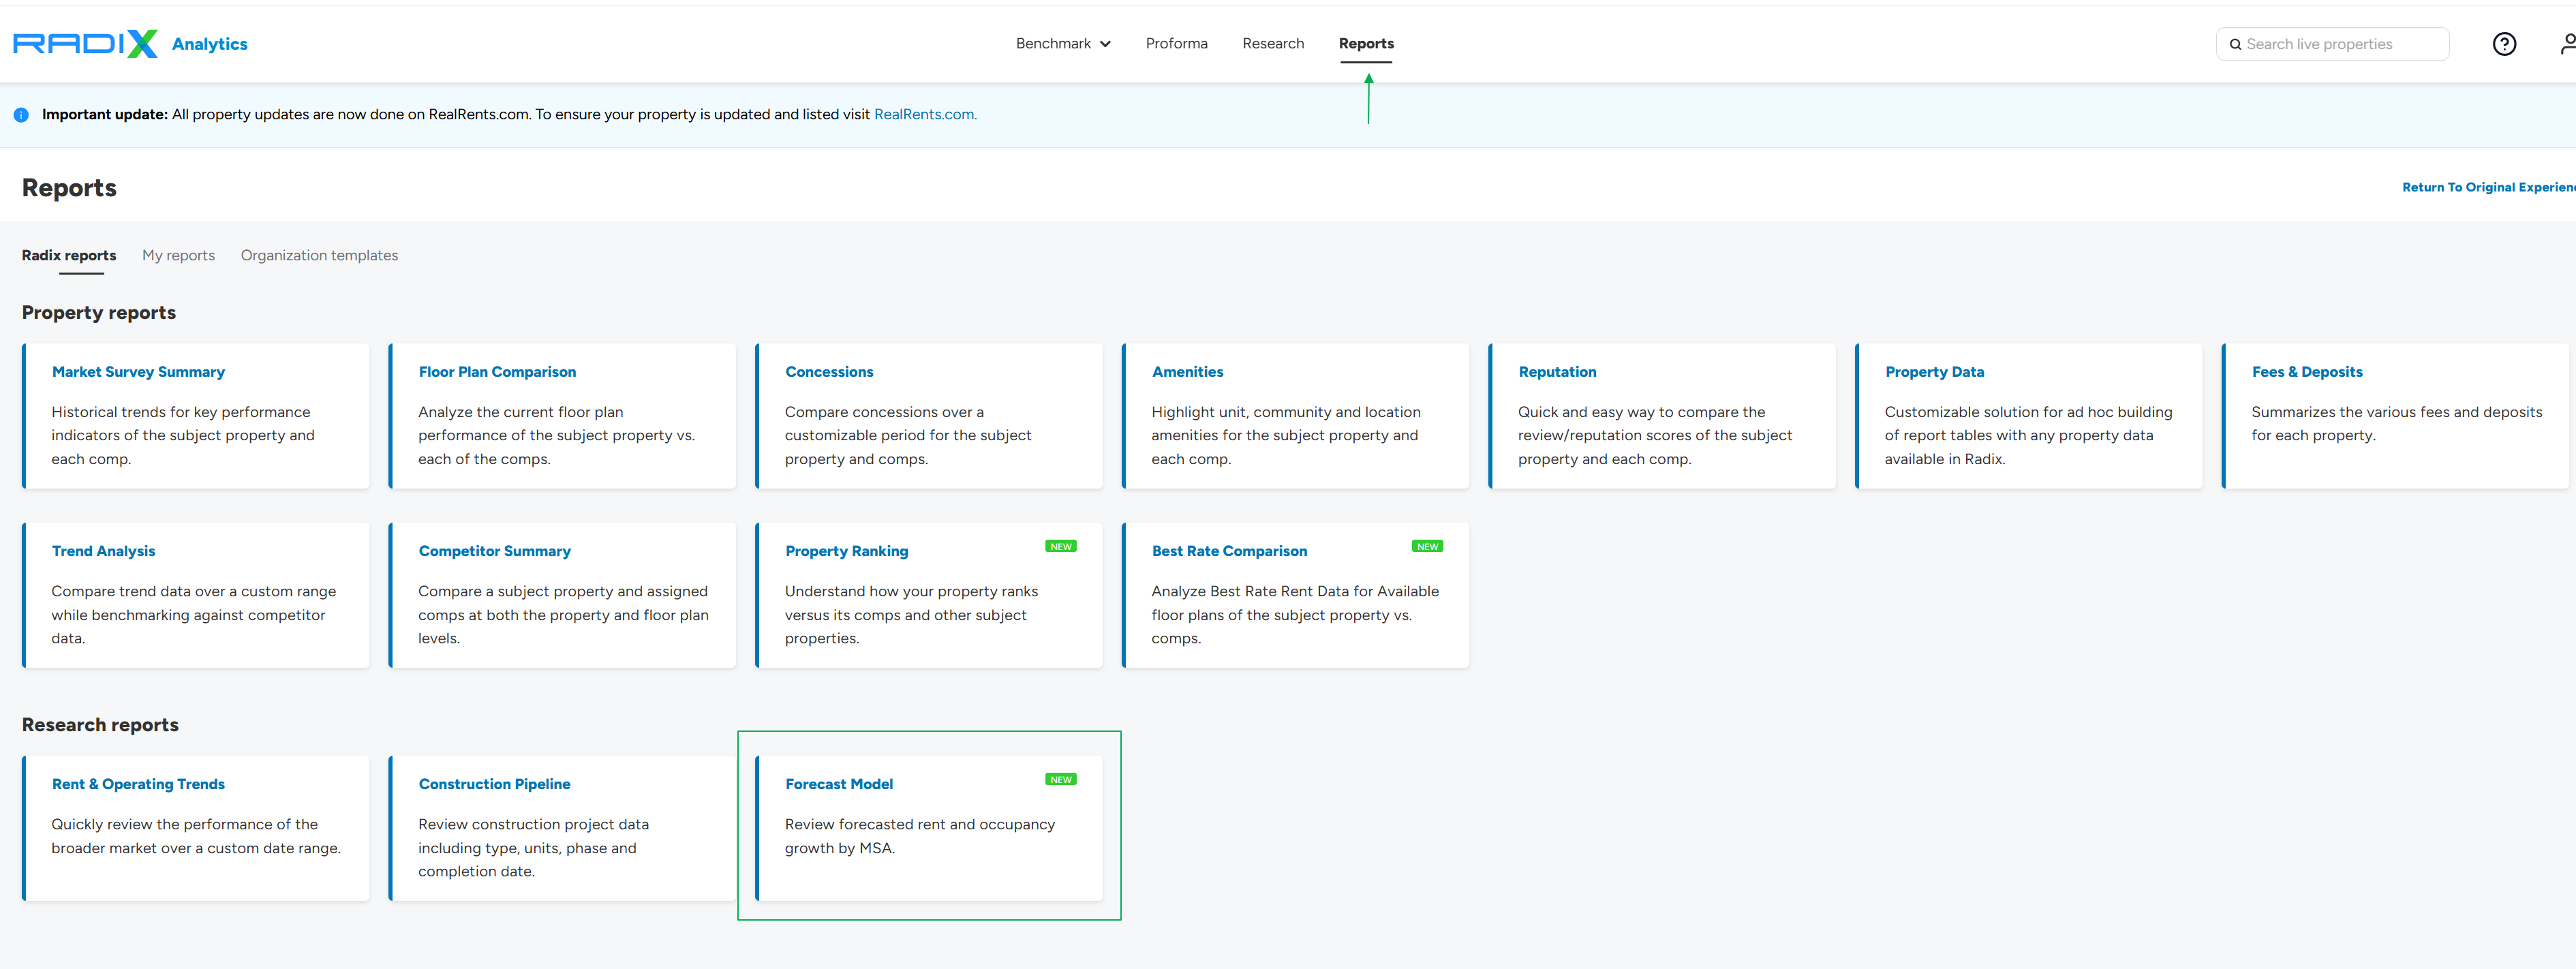 RADIX Analytics
Benchmark
Proforma
Research
Reports
Search live properties
Important update: All property updates are now done on RealRents.com. To ensure your property is updated and listed visit RealRents.com.
Reports
Return To Original Experien
Radix reports
My reports
Organization templates
Property reports
Market Survey Summary
Historical trends for key performance
indicators of the subject property and
each comp.
Floor Plan Comparison
Analyze the current floor plan
performance of the subject property vs.
each of the comps.
Concessions
Compare concessions over a
customizable period for the subject
property and comps.
Amenities
Highlight unit, community and location
amenities for the subject property and
each comp.
Reputation
Quick and easy way to compare the
review/reputation scores of the subject
property and each comp.
Property Data
Customizable solution for ad hoc building
of report tables with any property data
available in Radix.
Fees & Deposits
Summarizes the various fees and deposits
for each property.
Trend Analysis
Compare trend data over a custom range
while benchmarking against competitor
data.
Competitor Summary
Compare a subject property and assigned
comps at both the property and floor plan
levels.
Property Ranking
NEW
Understand how your property ranks
versus its comps and other subject
properties.
Best Rate Comparison
NEW
Analyze Best Rate Rent Data for Available
floor plans of the subject property vs.
comps.
Research reports
Rent & Operating Trends
Quickly review the performance of the
broader market over a custom date range.
Construction Pipeline
Review construction project data
including type, units, phase and
completion date.
Forecast Model
NEW
Review forecasted rent and occupancy
growth by MSA.